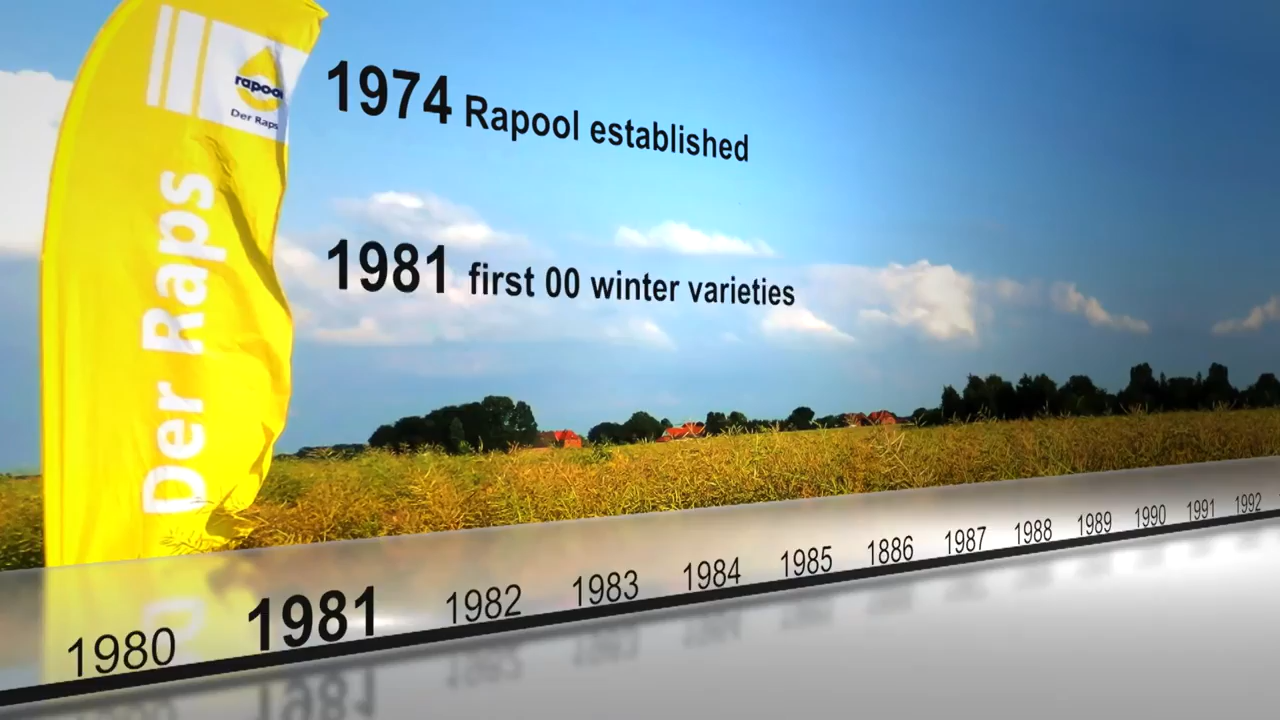 rapool
Der Raps
Der Raps
1974 Rapool established
1981 first 00 winter varieties
1980 1981 1982 1983 1984 1985 1886 1987 1988 1989 1990 1991 1992